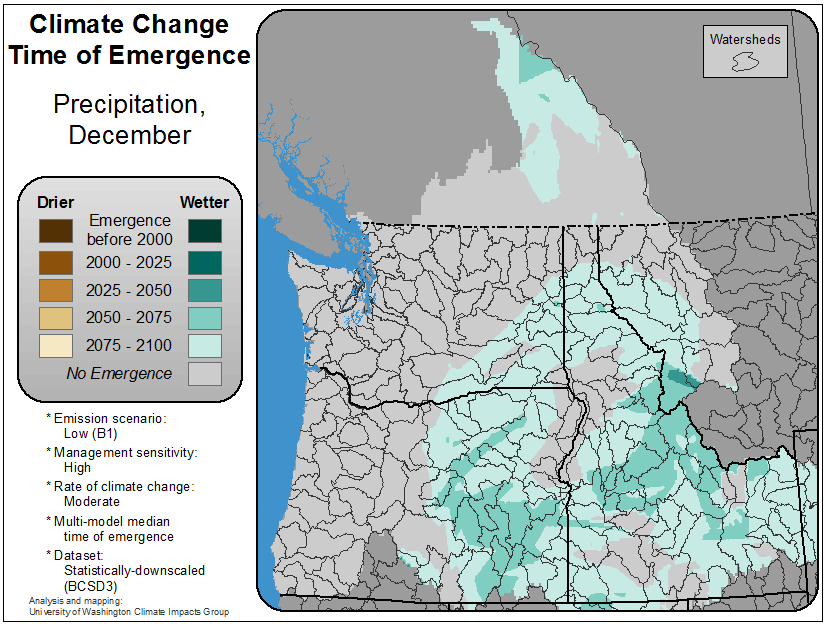 Climate Change
Time of Emergence
Precipitation,
December
Drier
Wetter
Emergence
before 2000
2000 - 2025
2025 - 2050
2050 - 2075
2075 - 2100
No Emergence
* Emission scenario:
Low (B1)
* Management sensitivity:
High
* Rate of climate change:
Moderate
* Multi-model median
time of emergence
* Dataset:
Statistically-downscaled
(BCSD3)
Analysis and mapping:
University of Washington Climate Impacts Group
Watersheds